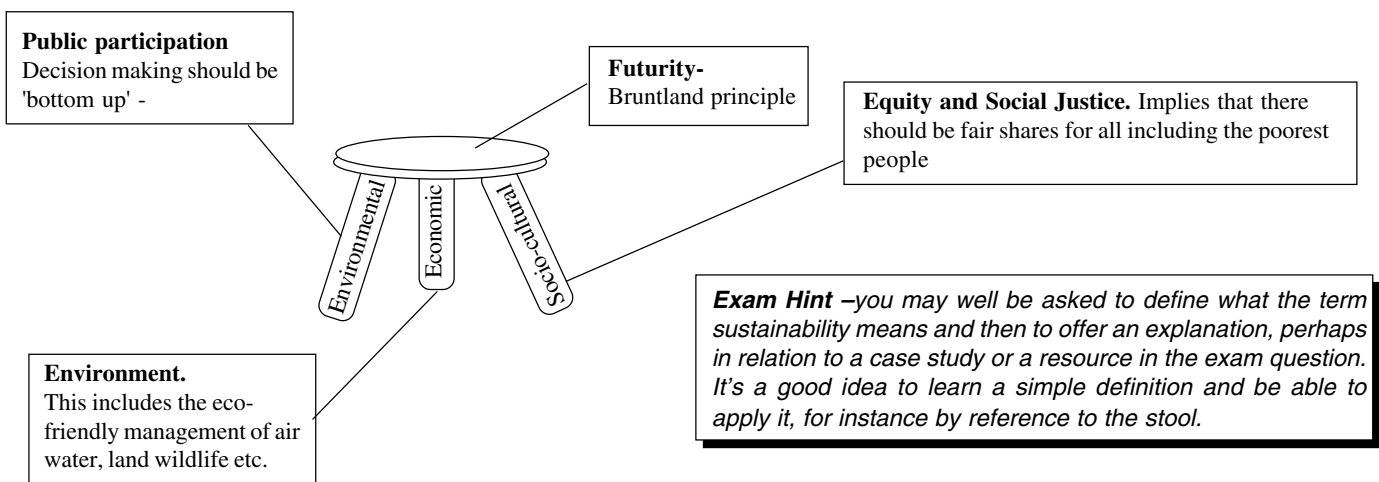 Public participation
Decision making should be
'bottom up' -
Futurity-
Bruntland principle
Equity and Social Justice. Implies that there
should be fair shares for all including the poorest
people
Environmental
Economic
Socio-cultural
Environment.
This includes the eco-
friendly management of air
water, land wildlife etc.
Exam Hint –you may well be asked to define what the term
sustainability means and then to offer an explanation, perhaps
in relation to a case study or a resource in the exam question.
It's a good idea to learn a simple definition and be able to
apply it, for instance by reference to the stool.